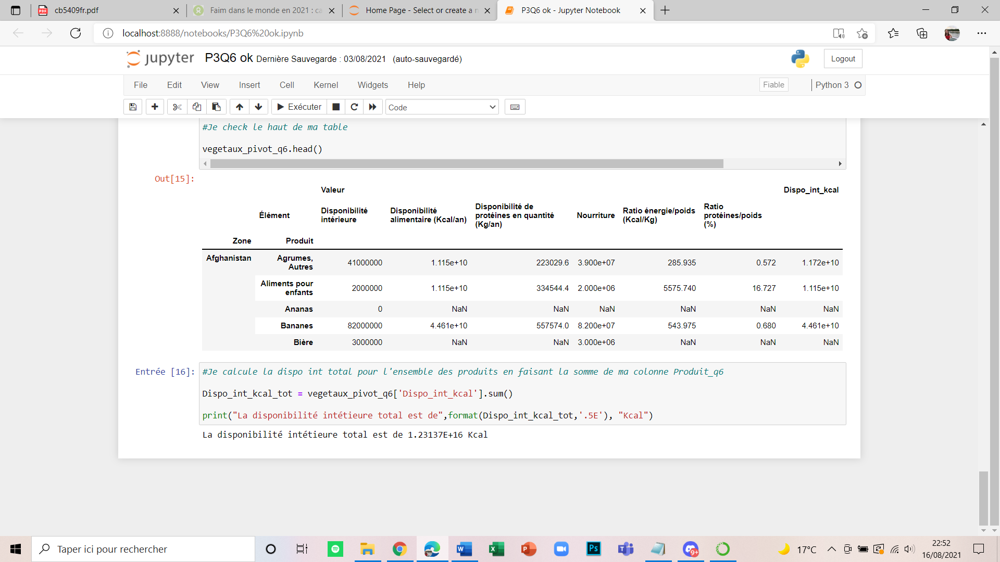 cb5409fr.pdf
Faim dans le monde en 2021 : ca
Home Page - Select or create a n
P3Q6 ok - Jupyter Notebook
localhost:8888/notebooks/P3Q6%20ok.ipynb
jupyter P3Q6 ok Dernière Sauvegarde : 03/08/2021 (auto-sauvegardé)
Logout
File Edit View Insert Cell Kernel Widgets Help
Fiable
Python 3
Exécuter
Code
#Je check le haut de ma table
vegetaux_pivot_q6.head()
Out[15]:
Valeur Dispo_int_kcal
Élément Disponibilité intérieure Disponibilité alimentaire (Kcal/an) Disponibilité de protéines en quantité (Kg/an) Nourriture Ratio énergie/poids (Kcal/Kg) Ratio protéines/poids (%)
Zone Produit
Afghanistan Agrumes, Autres 41000000 1.115e+10 223029.6 3.900e+07 285.935 0.572 1.172e+10
Aliments pour enfants 2000000 1.115e+10 334544.4 2.000e+06 5575.740 16.727 1.115e+10
Ananas 0 NaN NaN NaN NaN NaN NaN
Bananes 82000000 4.461e+10 557574.0 8.200e+07 543.975 0.680 4.461e+10
Bière 3000000 NaN NaN 3.000e+06 NaN NaN NaN
Entrée [16]:
#Je calcule la dispo int total pour l'ensemble des produits en faisant la somme de ma colonne Produit_q6
Dispo_int_kcal_tot = vegetaux_pivot_q6['Dispo_int_kcal'].sum()
print("La disponibilité intétieure total est de",format(Dispo_int_kcal_tot,'.5E'), "Kcal")
La disponibilité intétieure total est de 1.23137E+16 Kcal
Taper ici pour rechercher
17°C
22:52
16/08/2021